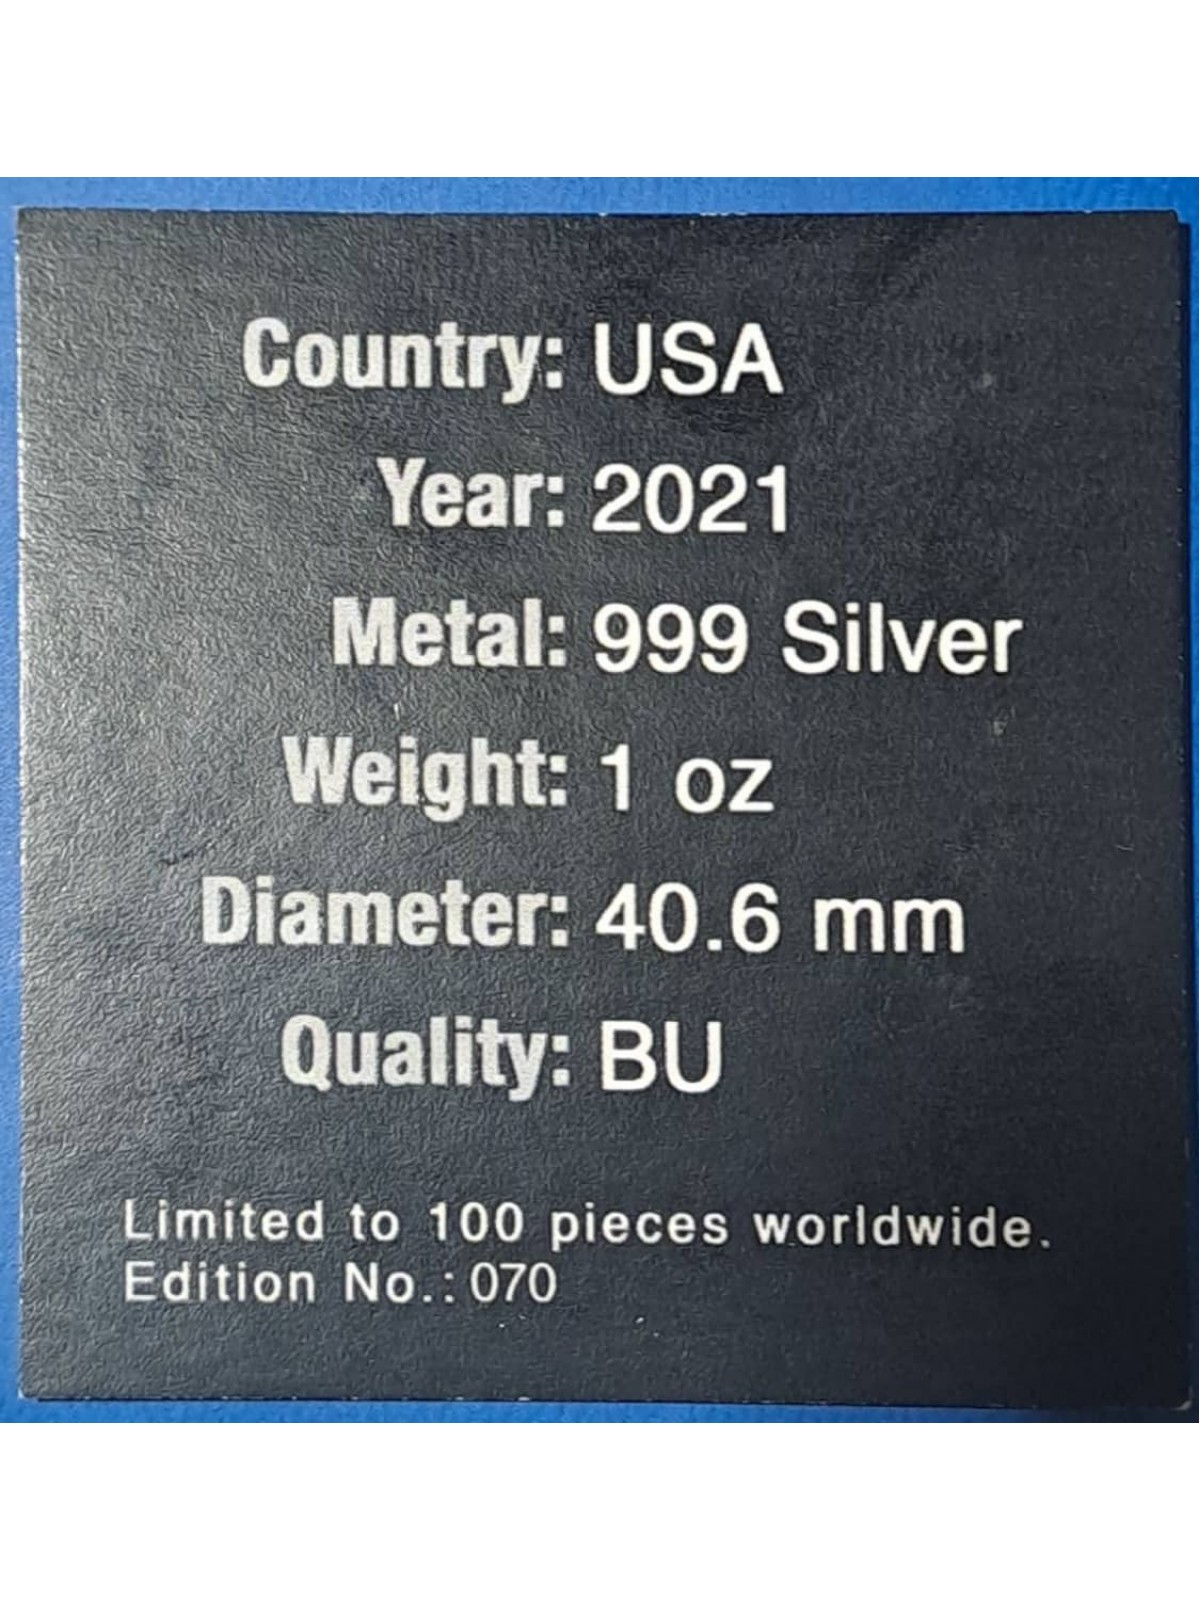 Country: USA
Year: 2021
Metal: 999 Silver
Weight: 1 oz
Diameter: 40.6 mm
Quality: BU
Limited to 100 pieces worldwide.
Edition No.: 070